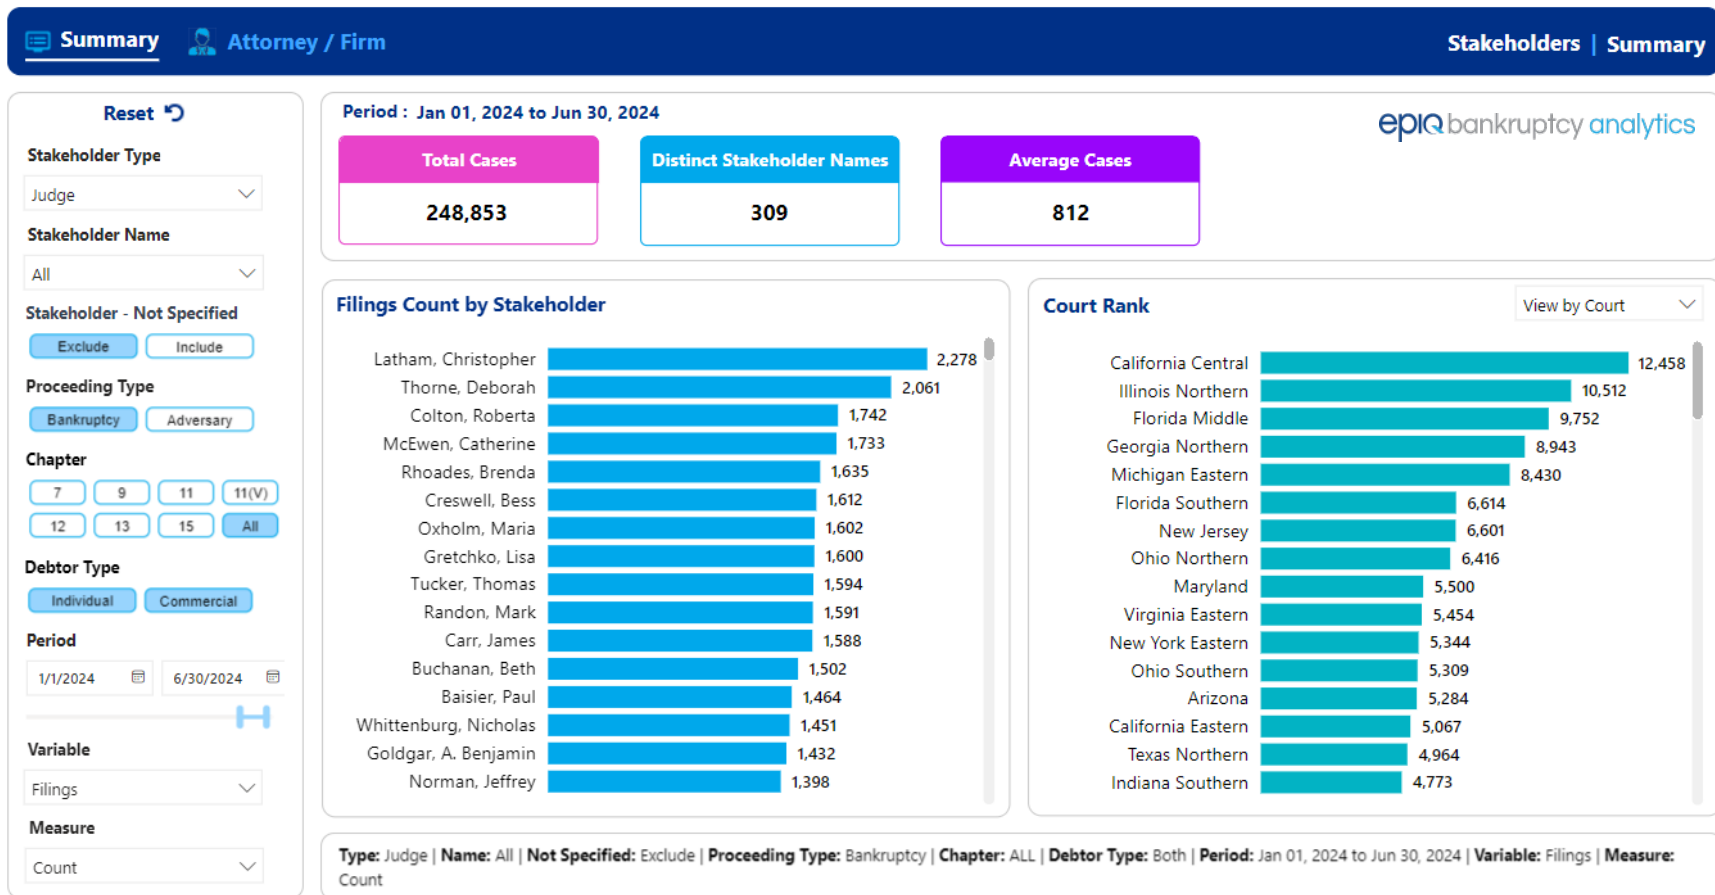 Summary
Attorney / Firm
Stakeholders | Summary
Reset
Stakeholder Type
Judge
Stakeholder Name
All
Stakeholder - Not Specified
Exclude
Include
Proceeding Type
Bankruptcy
Adversary
Chapter
7
9
11
11(V)
12
13
15
All
Debtor Type
Individual
Commercial
Period
1/1/2024
6/30/2024
Variable
Filings
Measure
Count
Period : Jan 01, 2024 to Jun 30, 2024
epiq bankruptcy analytics
Total Cases
248,853
Distinct Stakeholder Names
309
Average Cases
812
Filings Count by Stakeholder
Latham, Christopher 2,278
Thorne, Deborah 2,061
Colton, Roberta 1,742
McEwen, Catherine 1,733
Rhoades, Brenda 1,635
Creswell, Bess 1,612
Oxholm, Maria 1,602
Gretchko, Lisa 1,600
Tucker, Thomas 1,594
Randon, Mark 1,591
Carr, James 1,588
Buchanan, Beth 1,502
Baisier, Paul 1,464
Whittenburg, Nicholas 1,451
Goldgar, A. Benjamin 1,432
Norman, Jeffrey 1,398
Court Rank
View by Court
California Central 12,458
Illinois Northern 10,512
Florida Middle 9,752
Georgia Northern 8,943
Michigan Eastern 8,430
Florida Southern 6,614
New Jersey 6,601
Ohio Northern 6,416
Maryland 5,500
Virginia Eastern 5,454
New York Eastern 5,344
Ohio Southern 5,309
Arizona 5,284
California Eastern 5,067
Texas Northern 4,964
Indiana Southern 4,773
Type: Judge | Name: All | Not Specified: Exclude | Proceeding Type: Bankruptcy | Chapter: ALL | Debtor Type: Both | Period: Jan 01, 2024 to Jun 30, 2024 | Variable: Filings | Measure:
Count